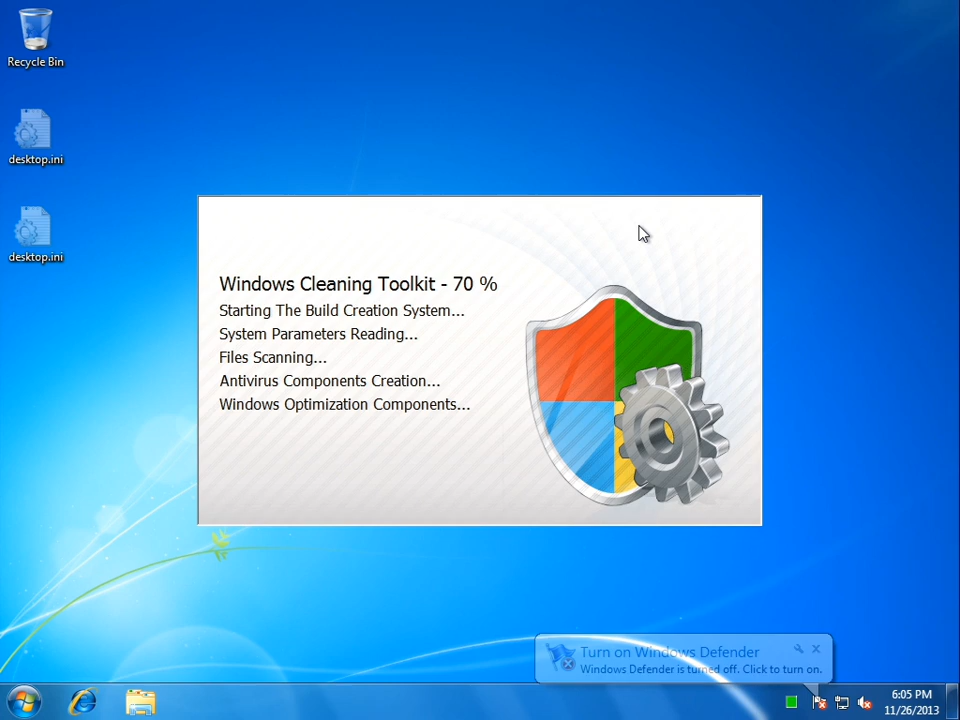 Recycle Bin
desktop.ini
desktop.ini
Windows Cleaning Toolkit - 70 %
Starting The Build Creation System...
System Parameters Reading...
Files Scanning...
Antivirus Components Creation...
Windows Optimization Components...
Turn on Windows Defender
Windows Defender is turned off. Click to turn on.
6:05 PM
11/26/2013